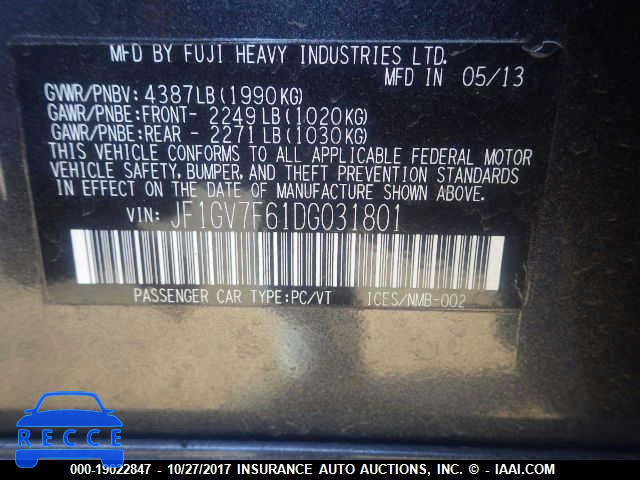 MFD BY FUJI HEAVY INDUSTRIES LTD.
MFD IN 05/13
GVWR/PNBV: 4387LB(1990KG)
GAWR/PNBE:FRONT- 2249LB(1020KG)
GAWR/PNBE:REAR - 2271LB(1030KG)
THIS VEHICLE CONFORMS TO ALL APPLICABLE FEDERAL MOTOR
VEHICLE SAFETY, BUMPER, AND THEFT PREVENTION STANDARDS
IN EFFECT ON THE DATE OF MANUFACTURE SHOWN ABOVE.
VIN: JF1GV7F61DG031801
PASSENGER CAR TYPE:PC/VT ICES/NMB-002
000-19022847 - 10/27/2017 INSURANCE AUTO AUCTIONS, INC. - © - IAAI.COM